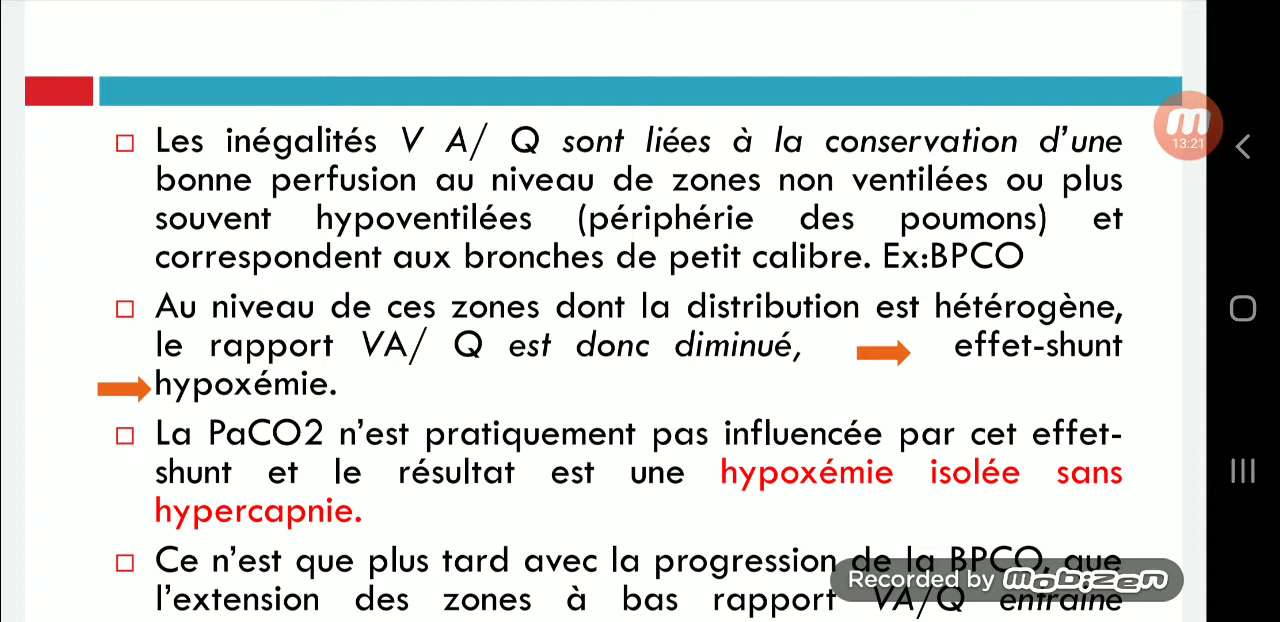 Les inégalités V A/ Q sont liées à la conservation d'une
bonne perfusion au niveau de zones non ventilées ou plus
souvent hypoventilées (périphérie des poumons) et
correspondent aux bronches de petit calibre. Ex:BPCO
Au niveau de ces zones dont la distribution est hétérogène,
le rapport VA/ Q est donc diminué, effet-shunt
hypoxémie.
La PaCO2 n'est pratiquement pas influencée par cet effet-
shunt et le résultat est une hypoxémie isolée sans
hypercapnie.
Ce n'est que plus tard avec la progression de la BPCO, que
l'extension des zones à bas rapport VA/Q entraine
Recorded by mobizen
m
13:21